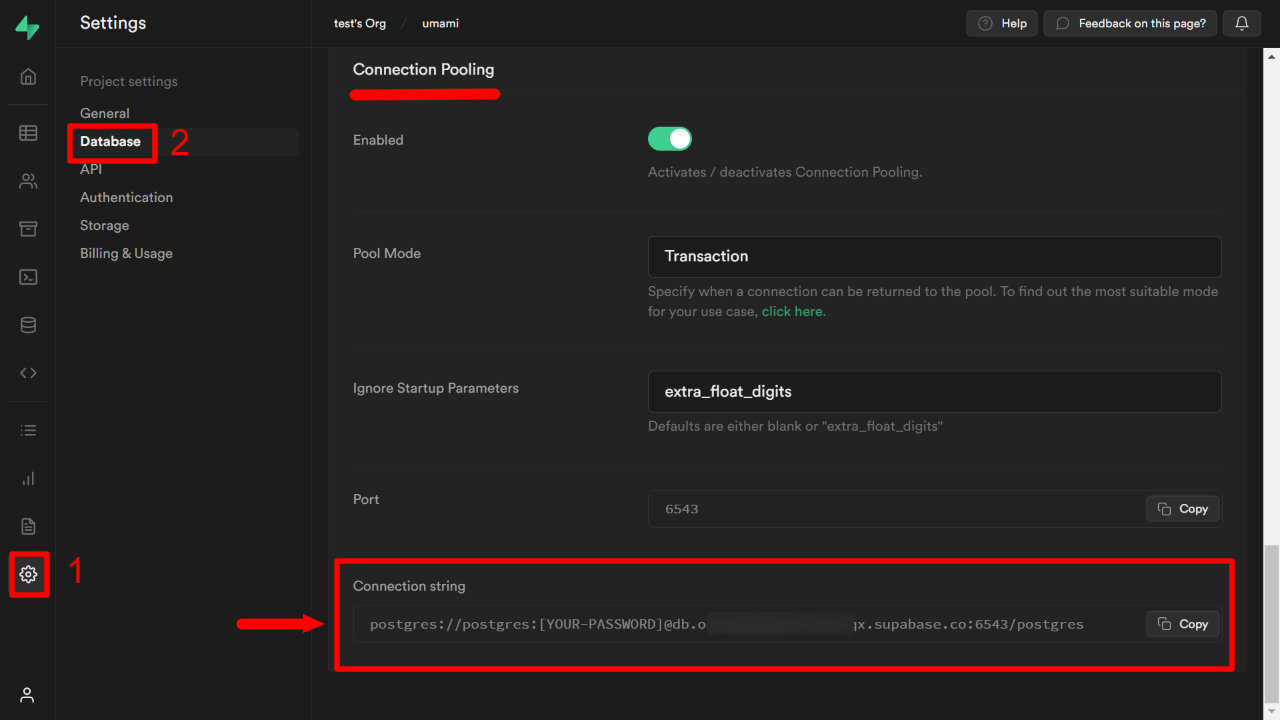 Settings
test's Org / umami
Help
Feedback on this page?
Project settings
General
Database
2
API
Authentication
Storage
Billing & Usage
1
Connection Pooling
Enabled
Activates / deactivates Connection Pooling.
Pool Mode
Transaction
Specify when a connection can be returned to the pool. To find out the most suitable mode
for your use case, click here.
Ignore Startup Parameters
extra_float_digits
Defaults are either blank or "extra_float_digits"
Port
6543
Copy
Connection string
postgres://postgres:[YOUR-PASSWORD]@db.o x.supabase.co:6543/postgres
Copy